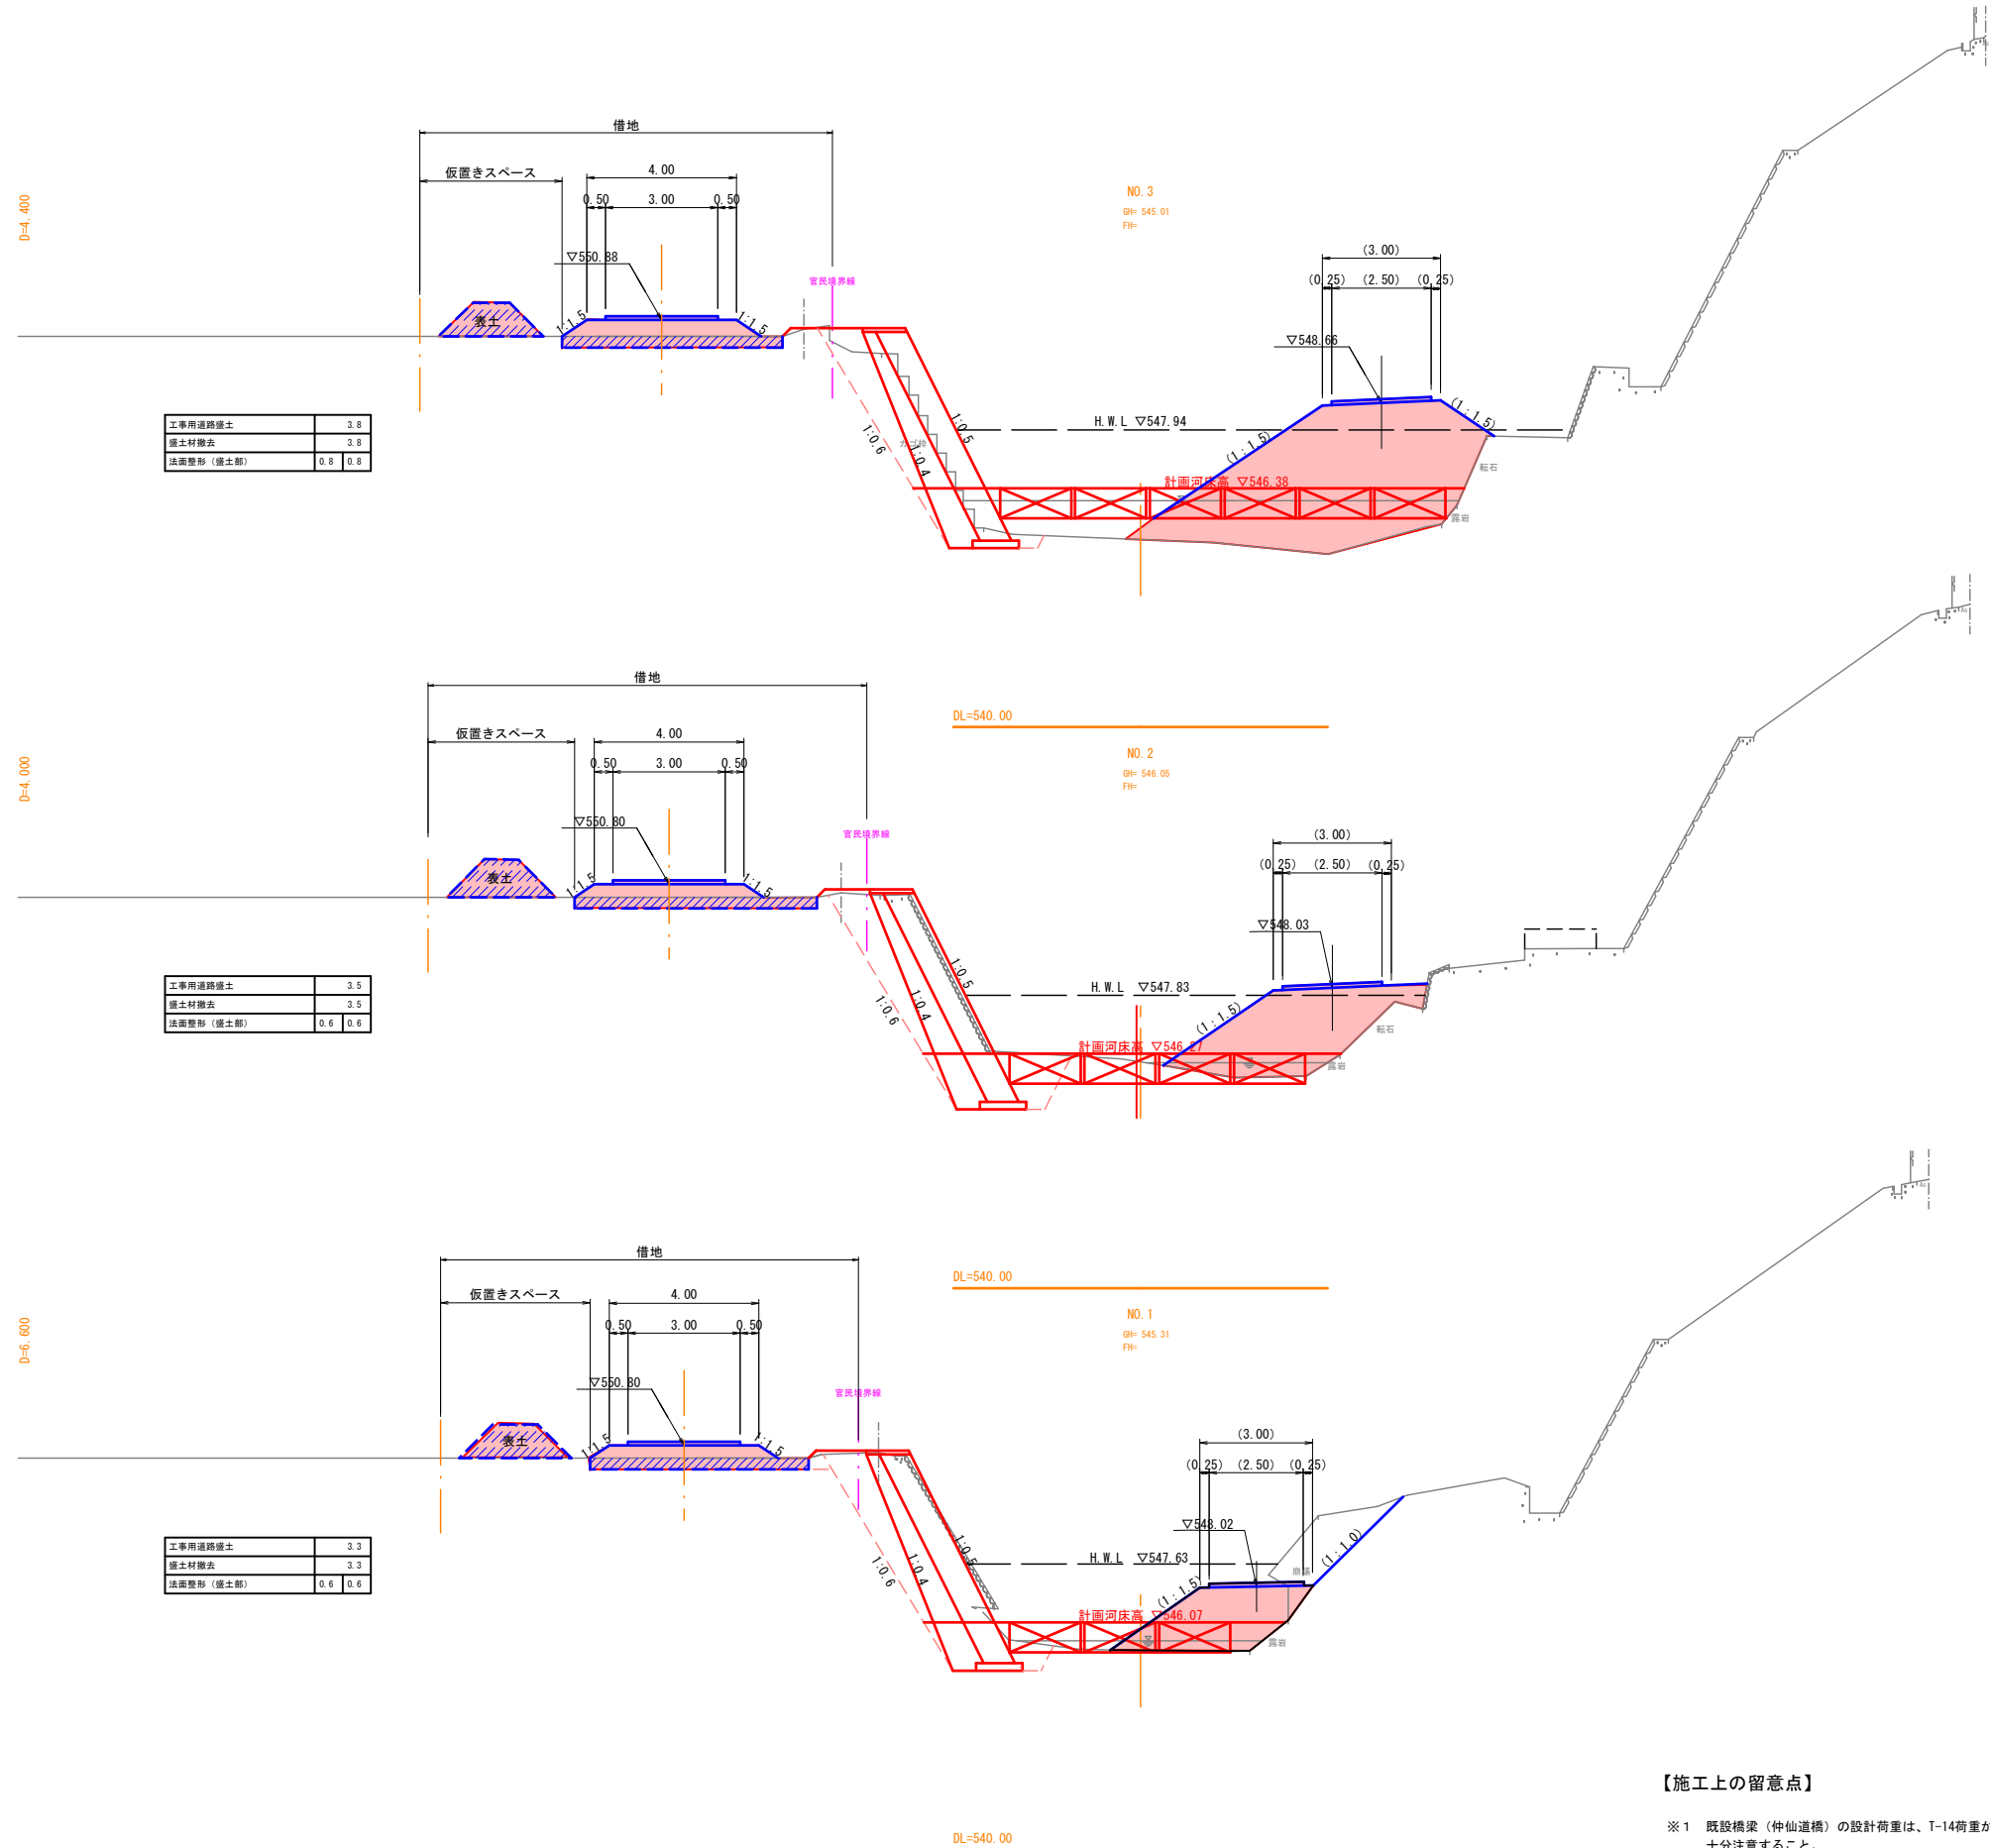 借地
仮置きスペース
4.00
0.50 3.00 0.50
▽550.88
官民境界線
表土
1:1.5
1:1.5
D=4.400
NO.3
GH= 545.01
FH=
(3.00)
(0.25) (2.50) (0.25)
▽548.66
H.W.L ▽547.94
(1:1.5)
(1:1.5)
カゴ枠
1:0.6
1:0.4
1:0.5
計画河床高 ▽546.38
転石
露岩
工事用道路盛土 3.8
盛土材撤去 3.8
法面整形（盛土部） 0.8 0.8
DL=540.00
借地
仮置きスペース
4.00
0.50 3.00 0.50
▽550.80
官民境界線
表土
1:1.5
1:1.5
D=4.000
NO.2
GH= 546.05
FH=
(3.00)
(0.25) (2.50) (0.25)
▽548.03
H.W.L ▽547.83
(1:1.5)
1:0.6
1:0.4
1:0.5
計画河床高 ▽546.27
転石
露岩
工事用道路盛土 3.5
盛土材撤去 3.5
法面整形（盛土部） 0.6 0.6
DL=540.00
借地
仮置きスペース
4.00
0.50 3.00 0.50
▽550.80
官民境界線
表土
1:1.5
1:1.5
D=6.600
NO.1
GH= 545.31
FH=
(3.00)
(0.25) (2.50) (0.25)
▽548.02
H.W.L ▽547.63
(1:1.5)
(1:1.0)
1:0.6
1:0.4
1:0.5
計画河床高 ▽546.07
露岩
工事用道路盛土 3.3
盛土材撤去 3.3
法面整形（盛土部） 0.6 0.6
DL=540.00
【施工上の留意点】
※１ 既設橋梁（仲仙道橋）の設計荷重は、T-14荷重か
十分注意すること。